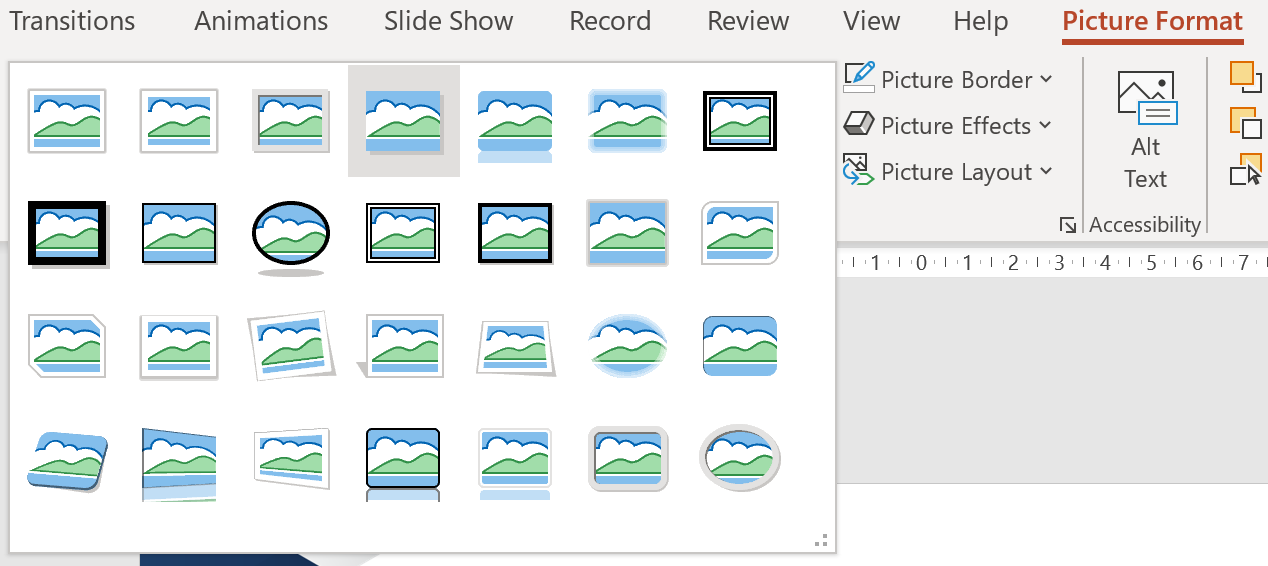 Transitions Animations Slide Show Record Review View Help Picture Format
Picture Border
Picture Effects
Picture Layout
Alt
Text
Accessibility
1 0 1 2 3 4 5 6 7